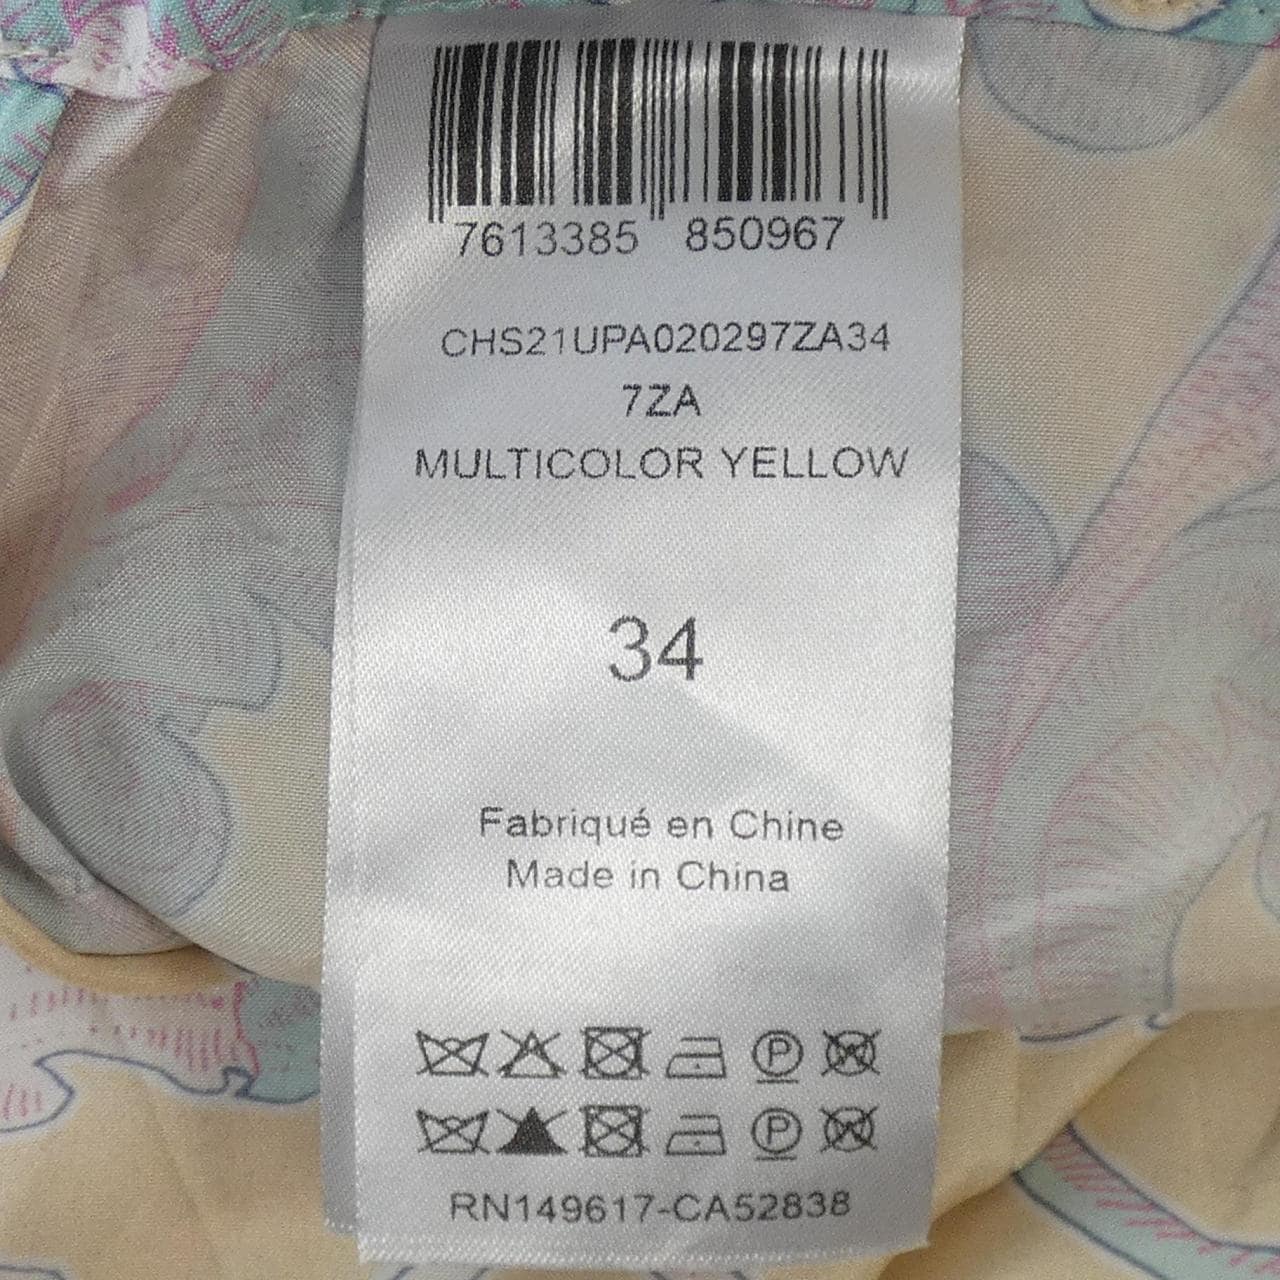 7613385 850967
CHS21UPA020297ZA34
7ZA
MULTICOLOR YELLOW
34
Fabriqué en Chine
Made in China
P
P
RN149617-CA52838